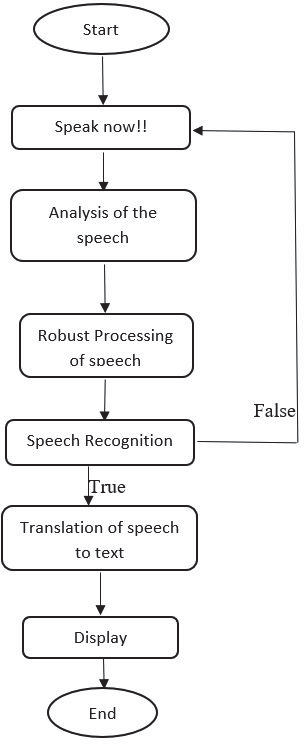 Start
Speak now!!
Analysis of the
speech
Robust Processing
of speech
False
Speech Recognition
True
Translation of speech
to text
Display
End